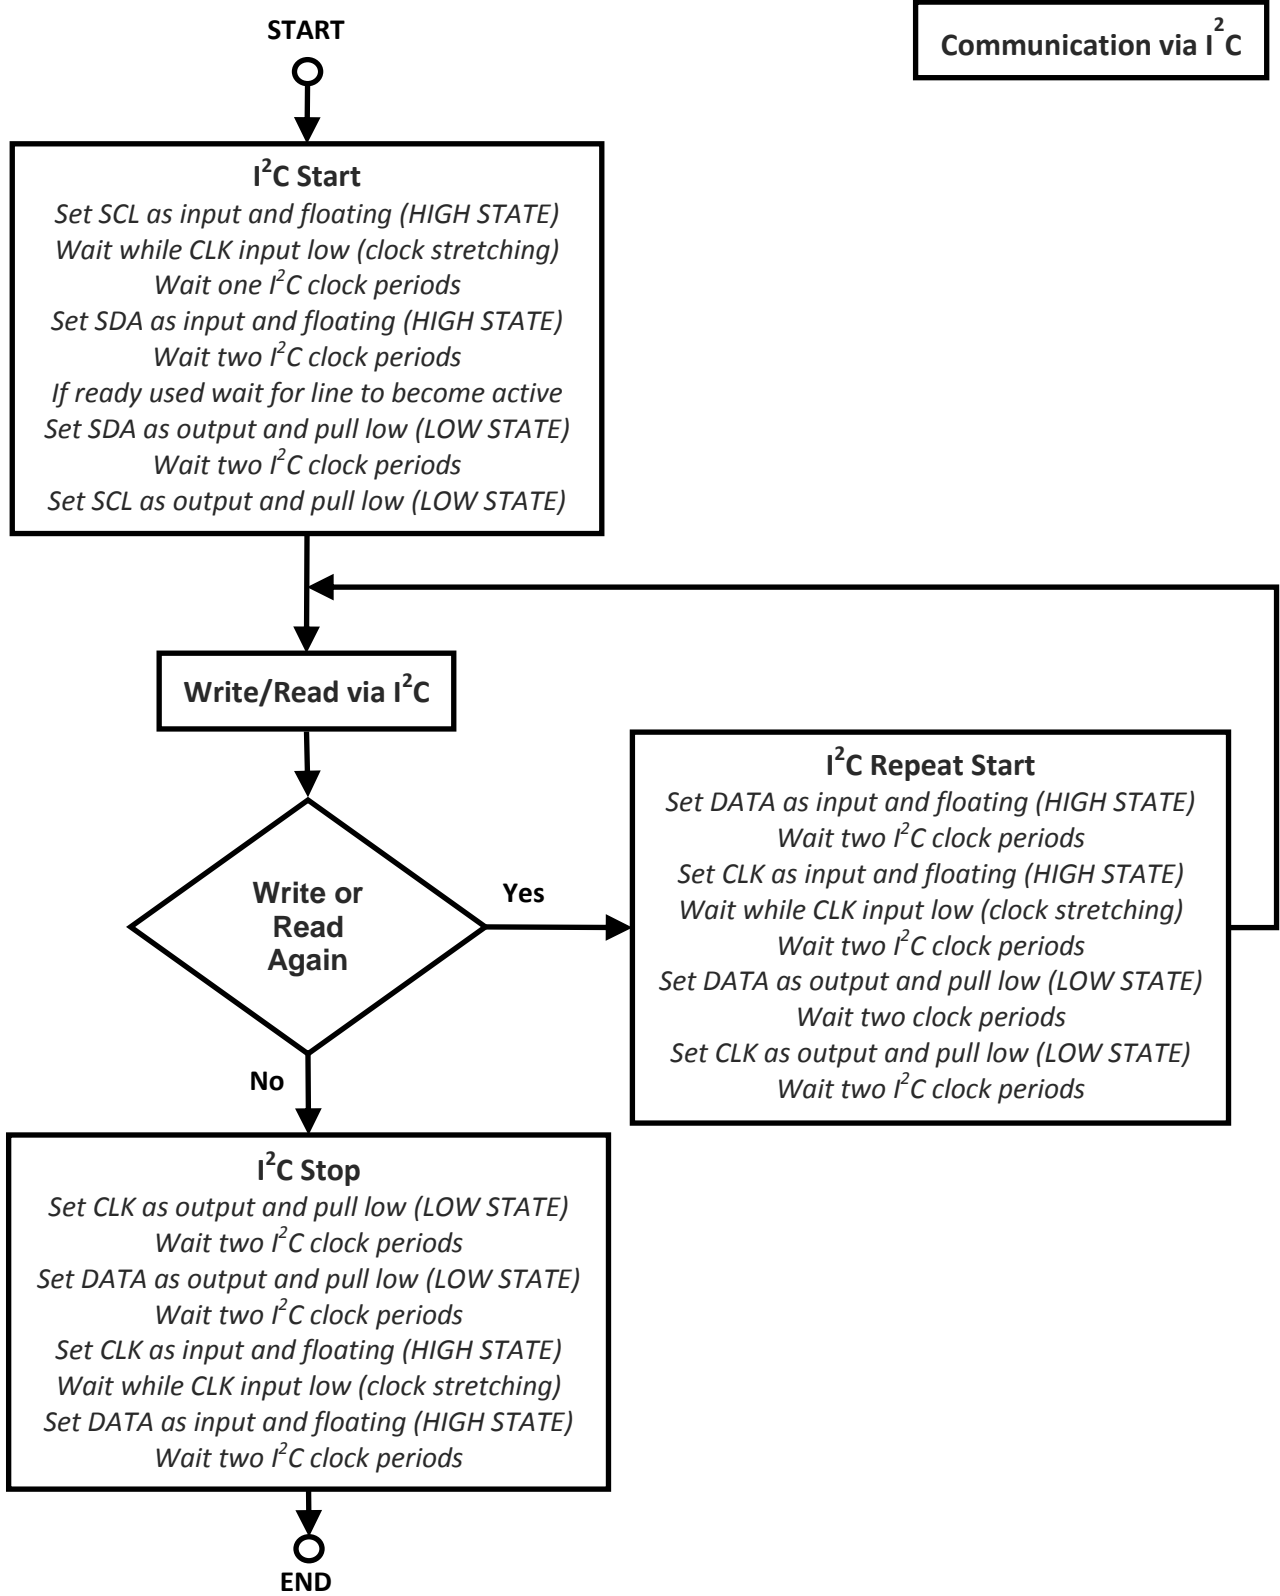 START
Communication via I²C
I²C Start
Set SCL as input and floating (HIGH STATE)
Wait while CLK input low (clock stretching)
Wait one I²C clock periods
Set SDA as input and floating (HIGH STATE)
Wait two I²C clock periods
If ready used wait for line to become active
Set SDA as output and pull low (LOW STATE)
Wait two I²C clock periods
Set SCL as output and pull low (LOW STATE)
Write/Read via I²C
Write or
Read
Again
Yes
I²C Repeat Start
Set DATA as input and floating (HIGH STATE)
Wait two I²C clock periods
Set CLK as input and floating (HIGH STATE)
Wait while CLK input low (clock stretching)
Wait two I²C clock periods
Set DATA as output and pull low (LOW STATE)
Wait two clock periods
Set CLK as output and pull low (LOW STATE)
Wait two I²C clock periods
No
I²C Stop
Set CLK as output and pull low (LOW STATE)
Wait two I²C clock periods
Set DATA as output and pull low (LOW STATE)
Wait two I²C clock periods
Set CLK as input and floating (HIGH STATE)
Wait while CLK input low (clock stretching)
Set DATA as input and floating (HIGH STATE)
Wait two I²C clock periods
END